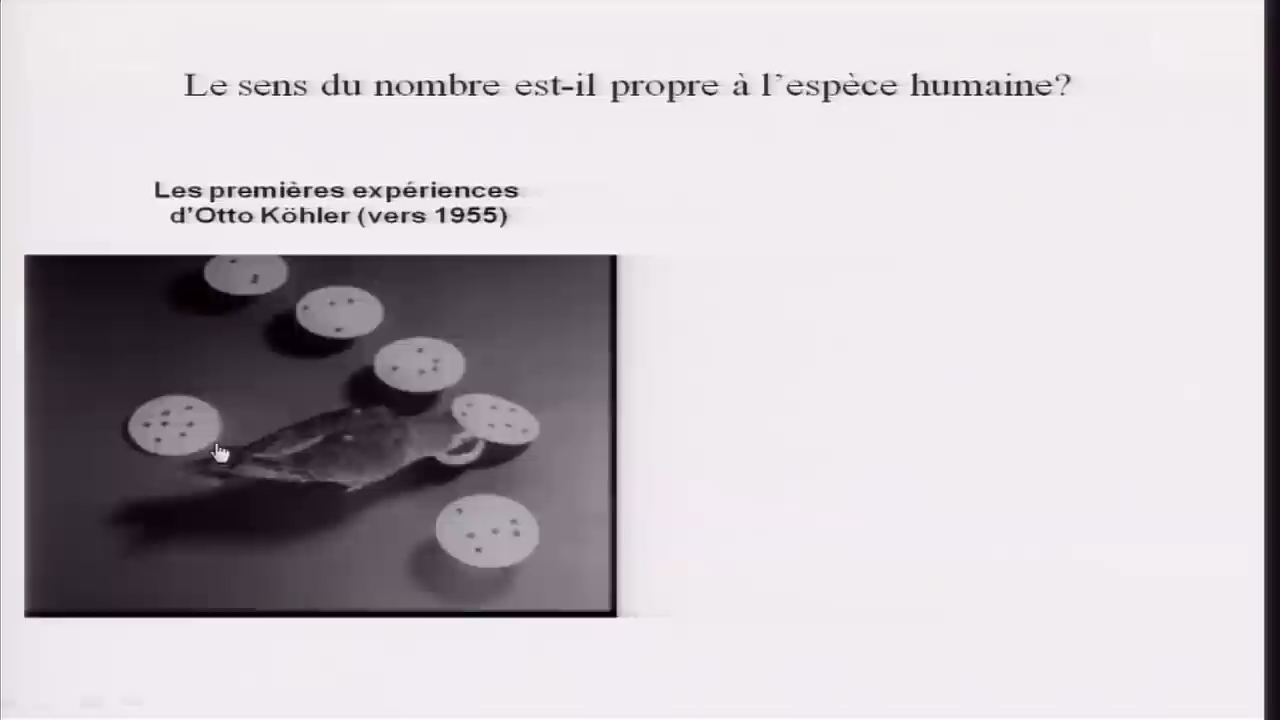 Le sens du nombre est-il propre à l'espèce humaine?
Les premières expériences
d'Otto Köhler (vers 1955)